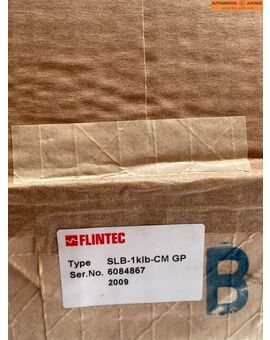 AUTOMATION AVENUE
FLINTEC
Type SLB-1klb-CM GP
Ser.No. 6084867
2009
B